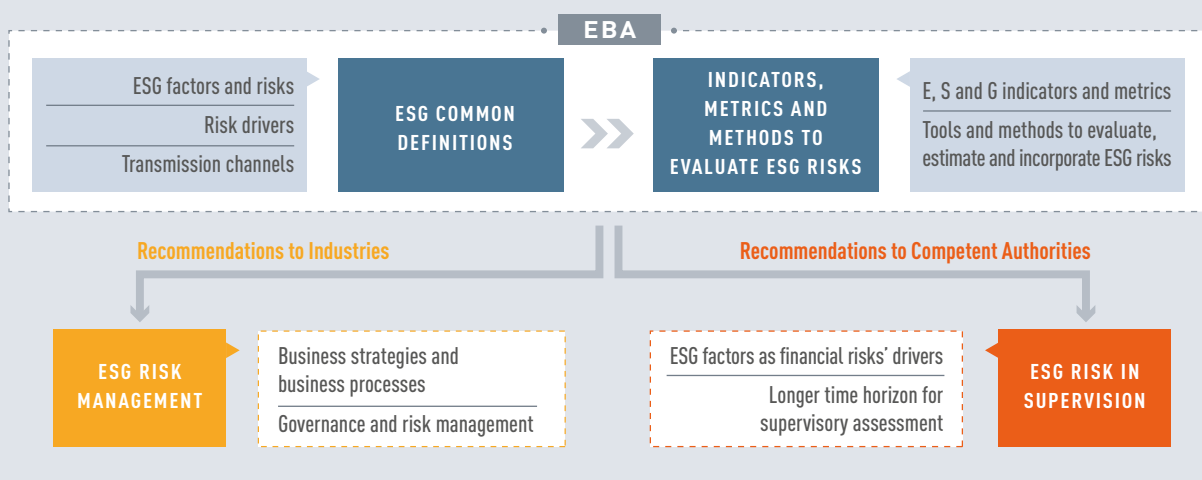 EBA
ESG factors and risks
Risk drivers
Transmission channels
ESG COMMON
DEFINITIONS
INDICATORS,
METRICS AND
METHODS TO
EVALUATE ESG RISKS
E, S and G indicators and metrics
Tools and methods to evaluate,
estimate and incorporate ESG risks
Recommendations to Industries
Recommendations to Competent Authorities
ESG RISK
MANAGEMENT
Business strategies and
business processes
Governance and risk management
ESG factors as financial risks’ drivers
Longer time horizon for
supervisory assessment
ESG RISK IN
SUPERVISION